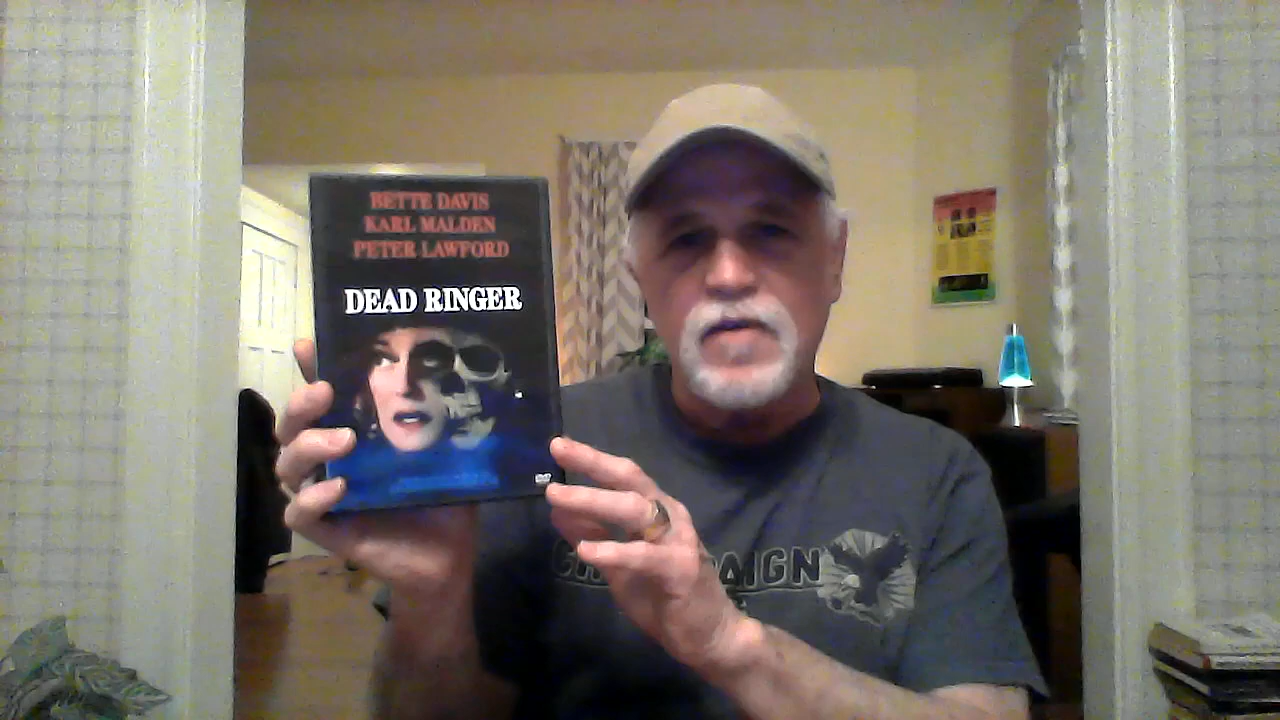 BETTE DAVIS
KARL MALDEN
PETER LAWFORD
DEAD RINGER
DVD